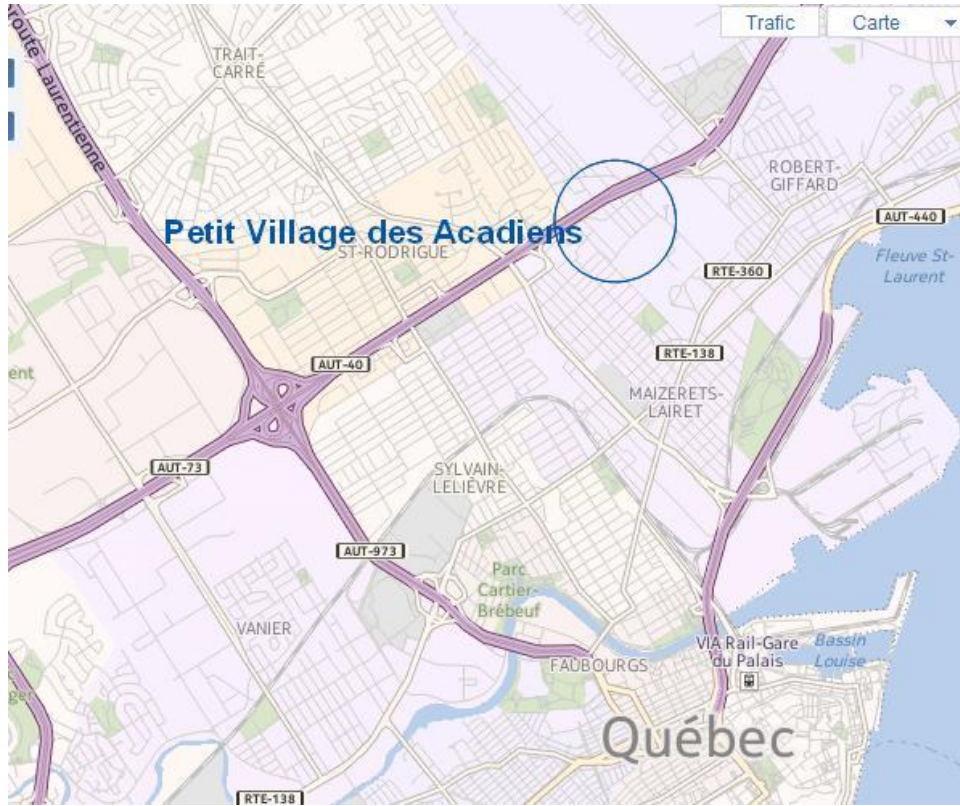 Trafic
Carte
route Laurentienne
TRAIT-
CARRÉ
ROBERT-
GIFFARD
AUT-440
Petit Village des Acadiens
ST-RODRIGUE
Fleuve St-
Laurent
RTE-360
RTE-138
AUT-40
ent
MAIZERETS-
LAIRET
AUT-73
SYLVAIN-
LELIÈVRE
AUT-973
Parc
Cartier-
Brébeuf
VANIER
FAUBOURGS
VIA Rail-Gare
du Palais
Bassin
Louise
ger
Québec
RTE-138